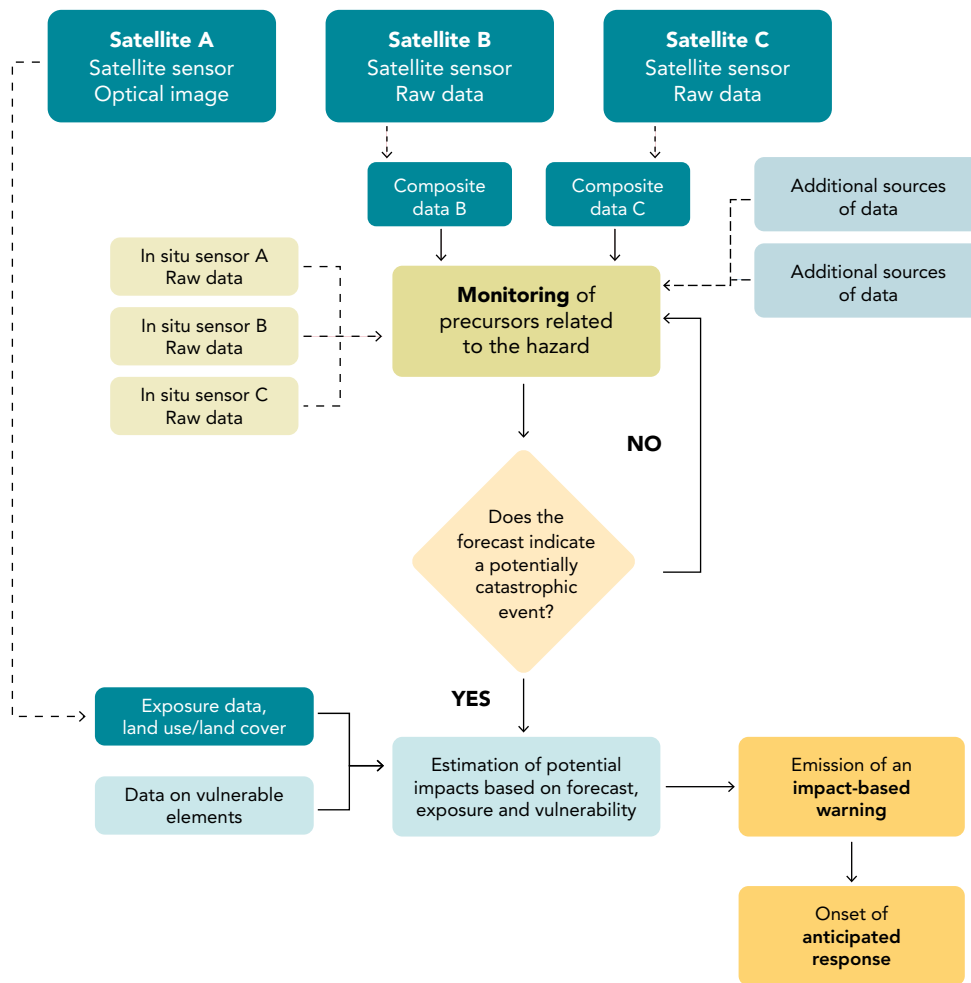 Satellite A
Satellite sensor
Optical image
Satellite B
Satellite sensor
Raw data
Satellite C
Satellite sensor
Raw data
Composite
data B
Composite
data C
Additional sources
of data
Additional sources
of data
In situ sensor A
Raw data
In situ sensor B
Raw data
In situ sensor C
Raw data
Monitoring of
precursors related
to the hazard
NO
Does the
forecast indicate
a potentially
catastrophic
event?
YES
Exposure data,
land use/land cover
Data on vulnerable
elements
Estimation of potential
impacts based on forecast,
exposure and vulnerability
Emission of an
impact-based
warning
Onset of
anticipated
response